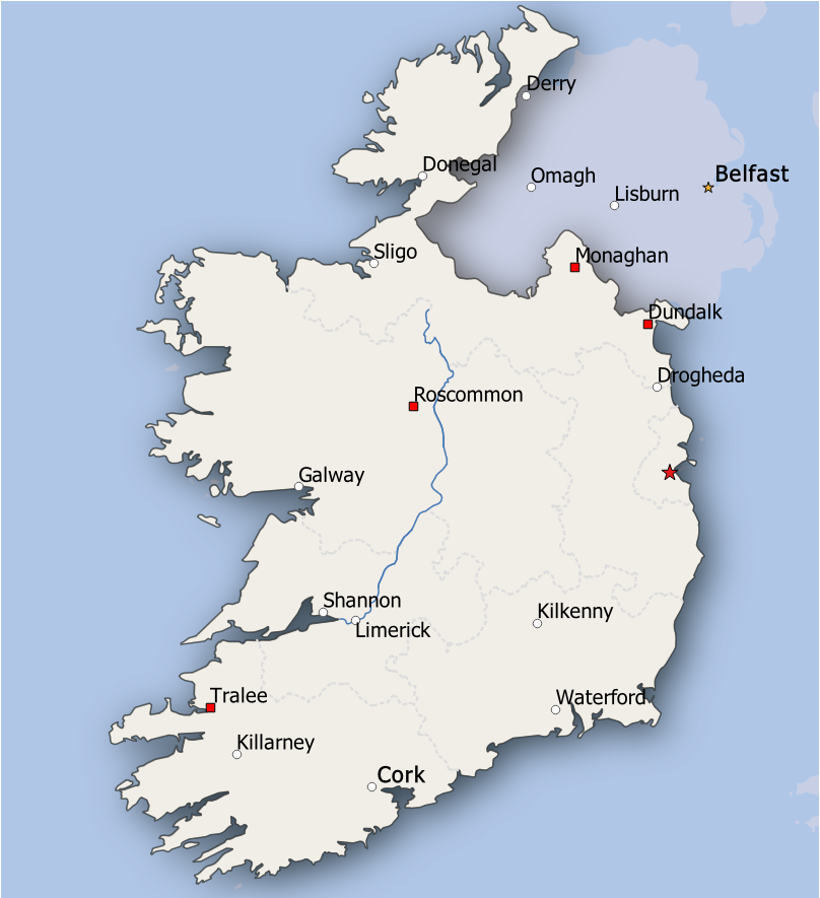 Derry
Donegal
Omagh
Belfast
Lisburn
Sligo
Monaghan
Dundalk
Drogheda
Roscommon
Galway
Shannon
Limerick
Kilkenny
Tralee
Waterford
Killarney
Cork